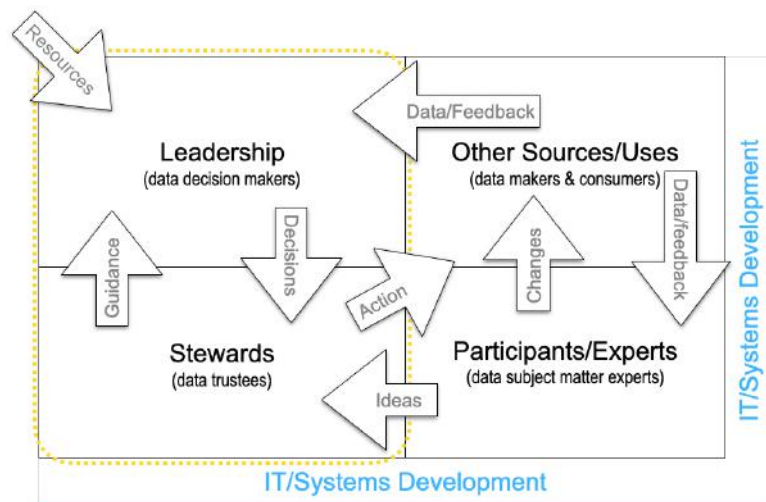 Resources
Data/Feedback
Leadership
(data decision makers)
Other Sources/Uses
(data makers & consumers)
Guidance
Decisions
Action
Changes
Data/feedback
Stewards
(data trustees)
Participants/Experts
(data subject matter experts)
Ideas
IT/Systems Development
IT/Systems Development